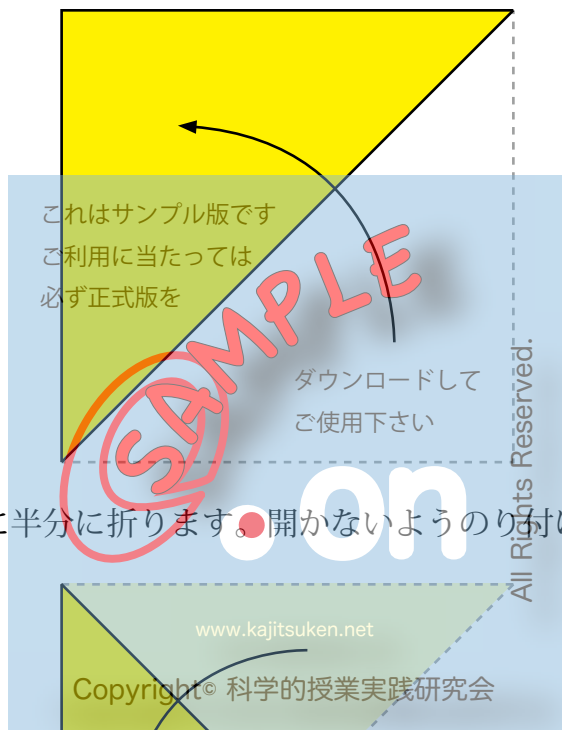 これはサンプル版です
ご利用に当たっては
必ず正式版を
SAMPLE
ダウンロードして
ご使用下さい
All Rights Reserved.
に半分に折ります。開かないようのり付け
.on
www.kajitsuken.net
Copyright© 科学的授業実践研究会